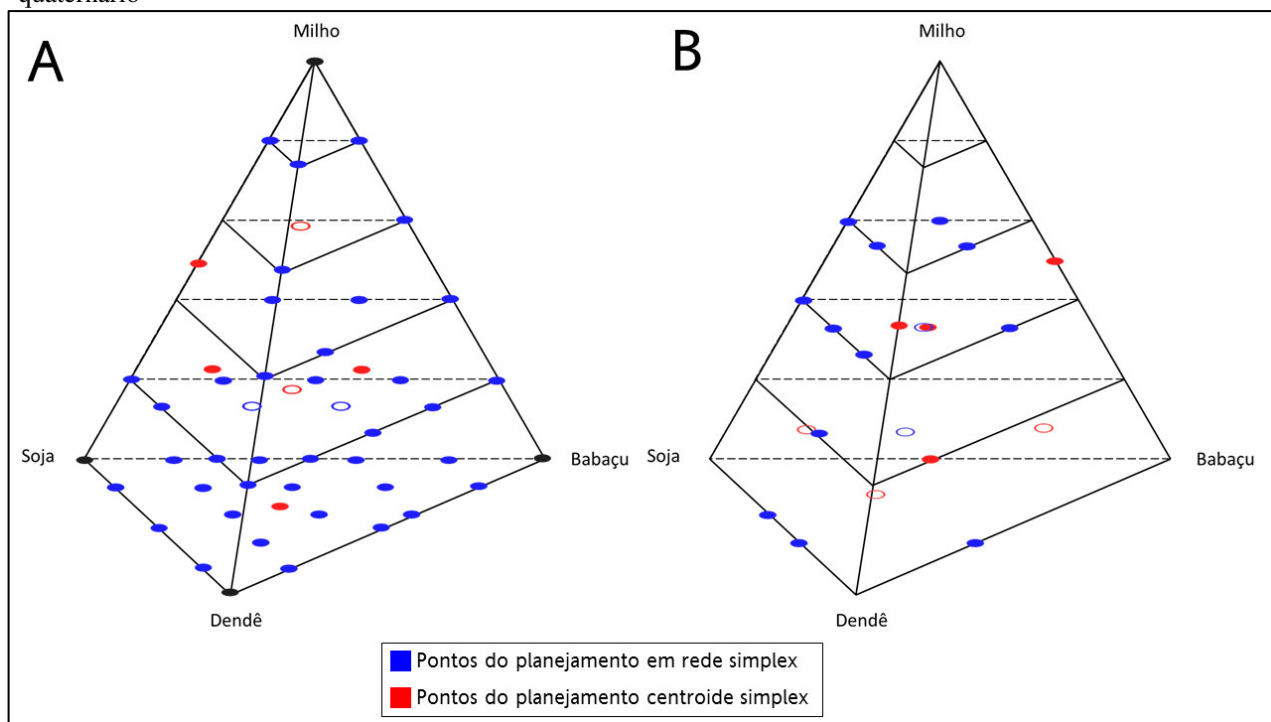 quaternário
A
B
Milho
Milho
Soja
Babaçu
Soja
Babaçu
Dendê
Dendê
Pontos do planejamento em rede simplex
Pontos do planejamento centroide simplex